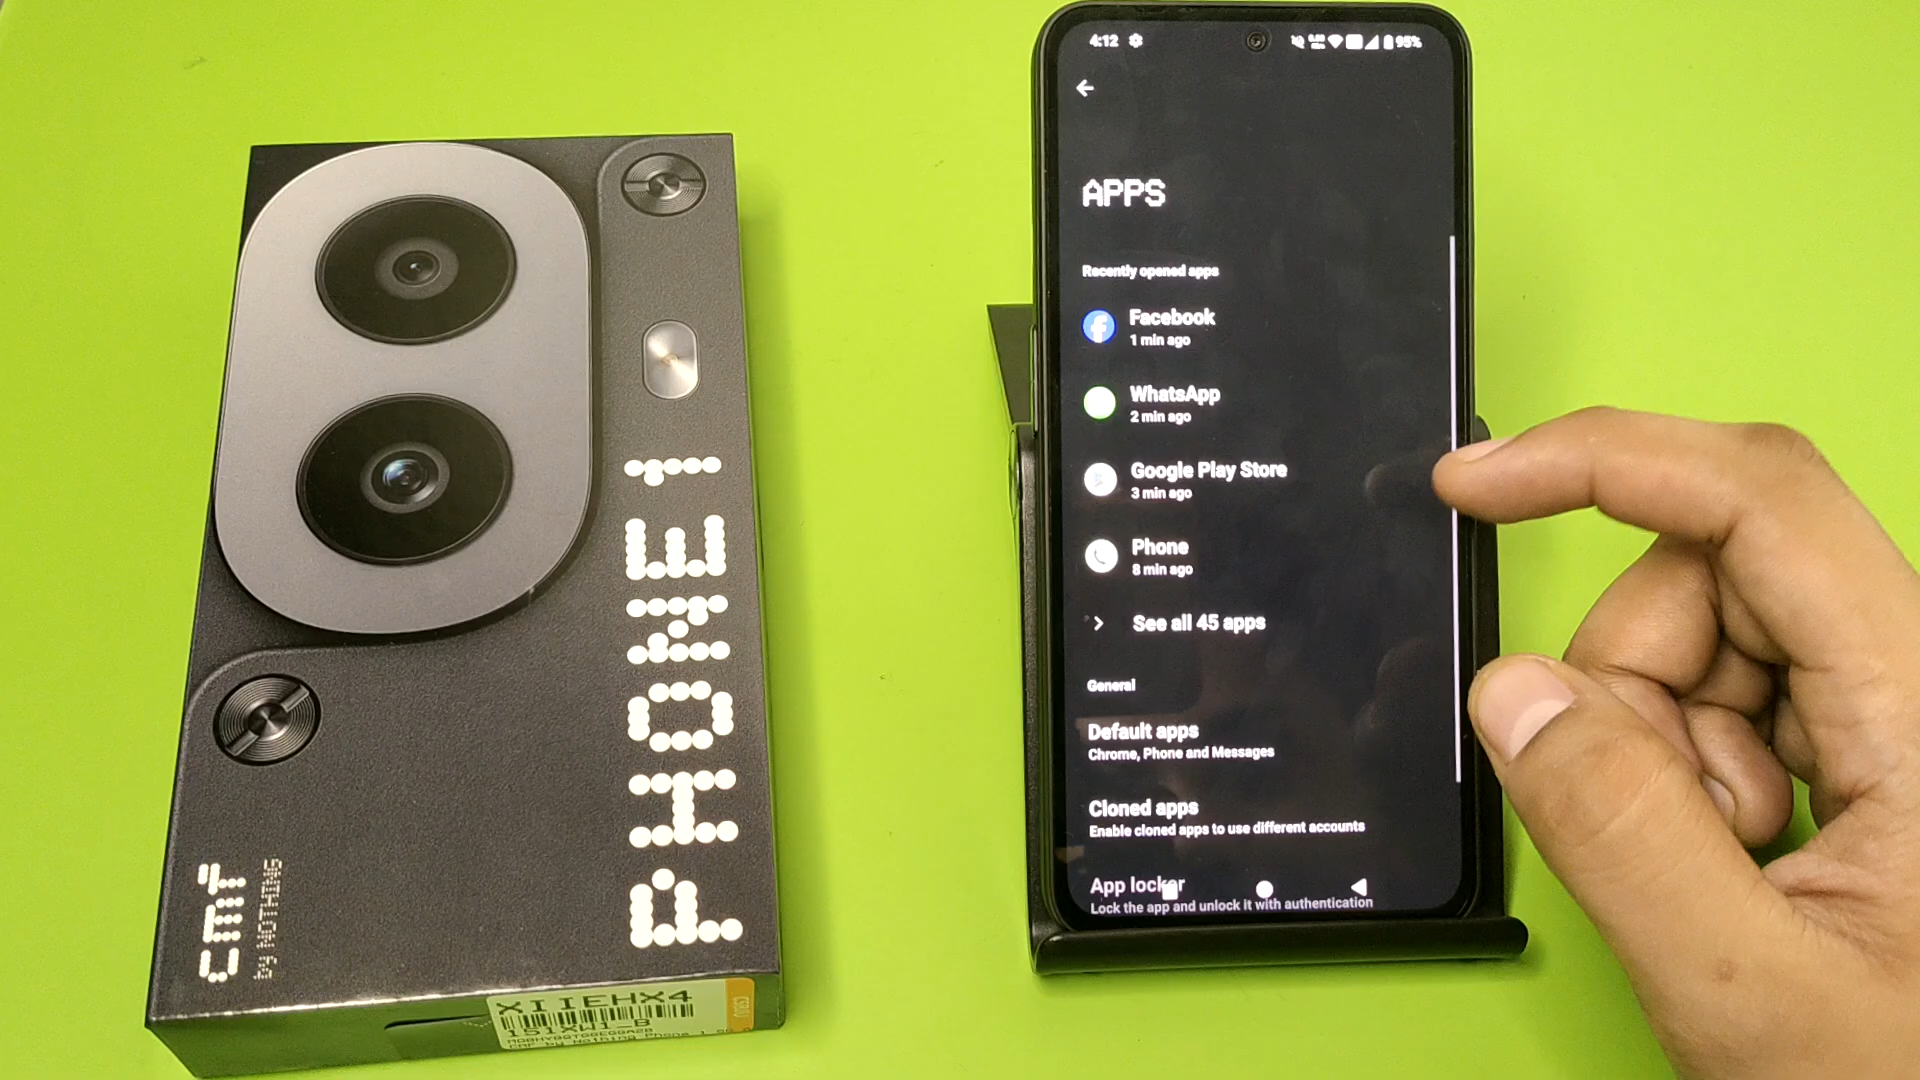 PHONE 1
cmf
by NOTHING
XIIEHX4
151XW1_B
4:12
95%
APPS
Recently opened apps
Facebook
1 min ago
WhatsApp
2 min ago
Google Play Store
3 min ago
Phone
8 min ago
See all 45 apps
General
Default apps
Chrome, Phone and Messages
Cloned apps
Enable cloned apps to use different accounts
App locker
Lock the app and unlock it with authentication